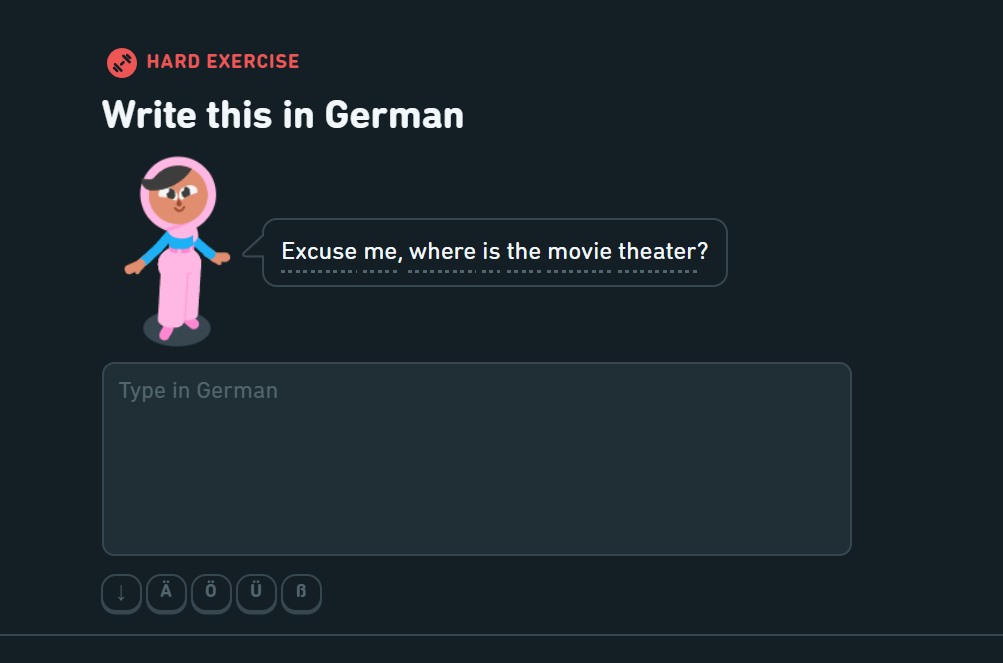 HARD EXERCISE
Write this in German
Excuse me, where is the movie theater?
Type in German
↓ Ä Ö Ü ß